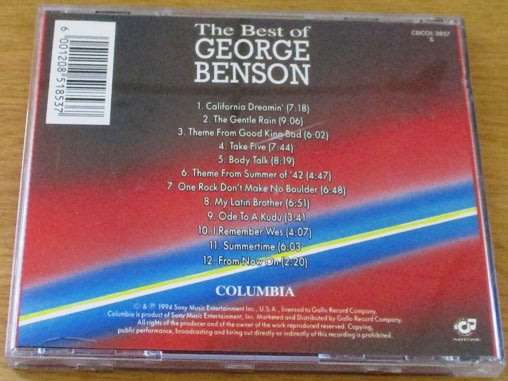 The Best of
GEORGE
BENSON
CDCOL 3857
S
6 001208 518537
1. California Dreamin' (7:18)
2. The Gentle Rain (9.06)
3. Theme From Good King Bad (6:02)
4. Take Five (7:44)
5. Body Talk (8:19)
6. Theme From Summer of '42 (4:47)
7. One Rock Don't Make No Boulder (6:48)
8. My Latin Brother (6:51)
9. Ode To A Kudu (3:41
10. I Remember Wes (4:07)
11. Summertime (6:03
12. From Now On (2:20)
COLUMBIA
© & ℗ 1994 Sony Music Entertainment Inc., U.S.A., licensed to Gallo Record Company.
Columbia is product of Sony Music Entertainment Inc. Marketed and Distributed by Gallo Record Company.
All rights of the producer and of the owner of the work reproduced reserved. Copying,
public performance, broadcasting and hiring out directly or indirectly of this recording is prohibited.